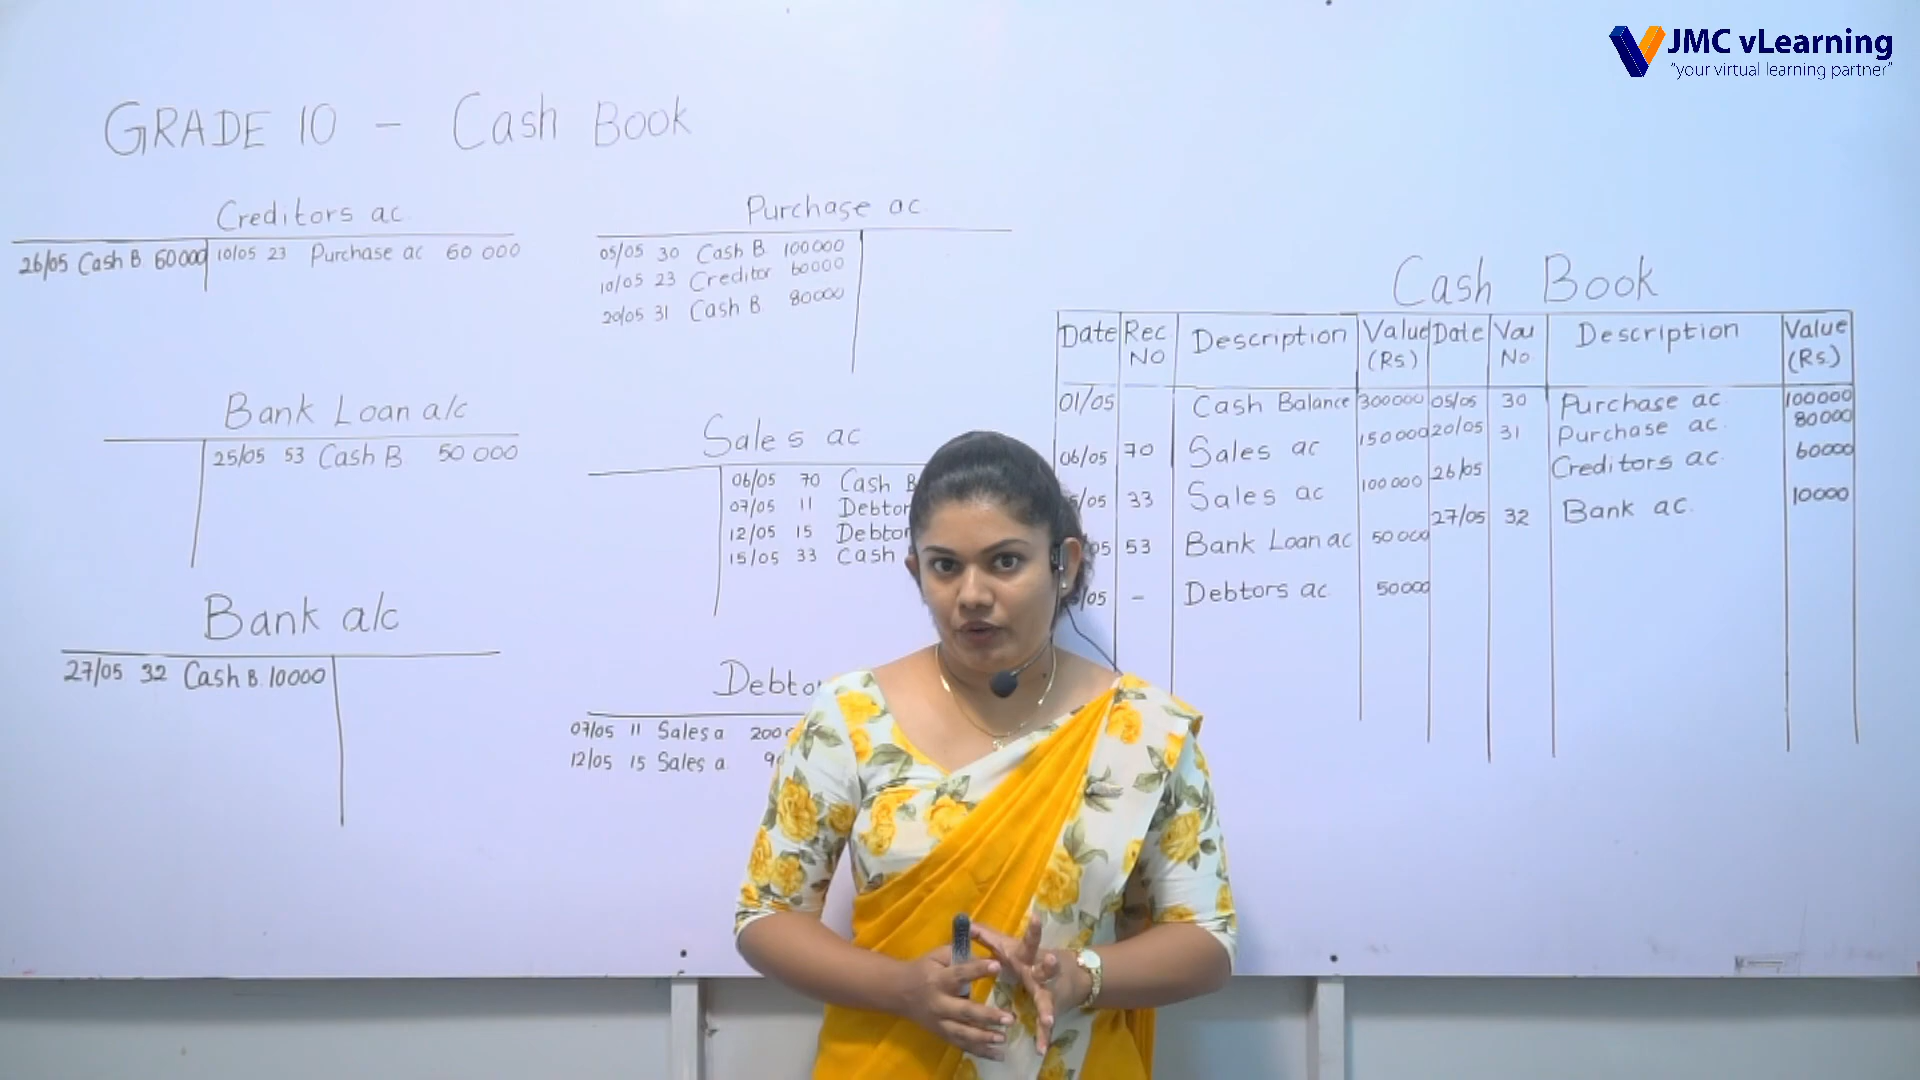 JMC vLearning
"your virtual learning partner"
GRADE 10 - Cash Book
Creditors ac.
26/05 Cash B 60000 10/05 23 Purchase ac 60 000
Purchase ac.
05/05 30 Cash B. 100000
10/05 23 Creditor 60000
20/05 31 Cash B. 80000
Bank Loan a/c
25/05 53 Cash B 50 000
Sales ac
06/05 70 Cash B
07/05 11 Debtor
12/05 15 Debtor
15/05 33 Cash
Bank a/c
27/05 32 Cash B. 10000
07/05 11 Sales a
12/05 15 Sales a
Cash Book
Date Rec No Description Value (Rs) Date Vou No Description Value (Rs.)
01/05 Cash Balance 300000 05/05 30 Purchase ac 100000
06/05 70 Sales ac 150000 20/05 31 Purchase ac. 80000
33 Sales ac 100000 26/05 Creditors ac. 60000
53 Bank Loan ac 50000 27/05 32 Bank ac. 10000
- Debtors ac 50000